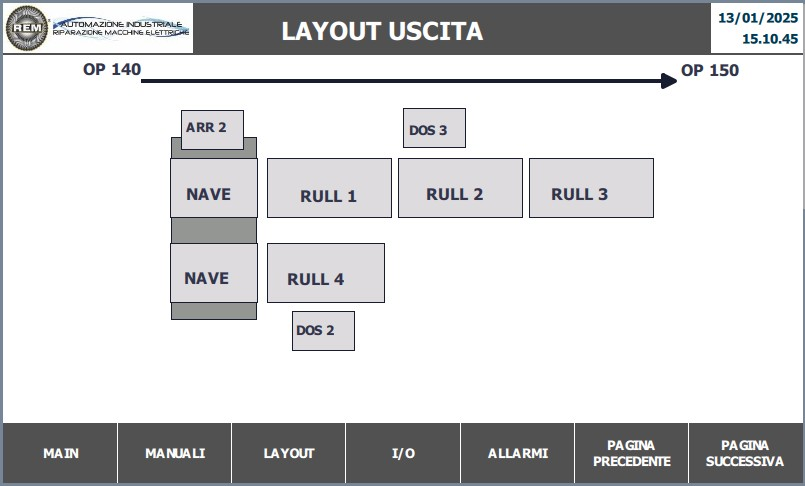 REM
AUTOMAZIONE INDUSTRIALE
RIPARAZIONE MACCHINE ELETTRICHE
LAYOUT USCITA
13/01/2025
15.10.45
OP 140
OP 150
ARR 2
DOS 3
NAVE
RULL 1
RULL 2
RULL 3
NAVE
RULL 4
DOS 2
MAIN
MANUALI
LAYOUT
I/O
ALLARMI
PAGINA
PRECEDENTE
PAGINA
SUCCESSIVA